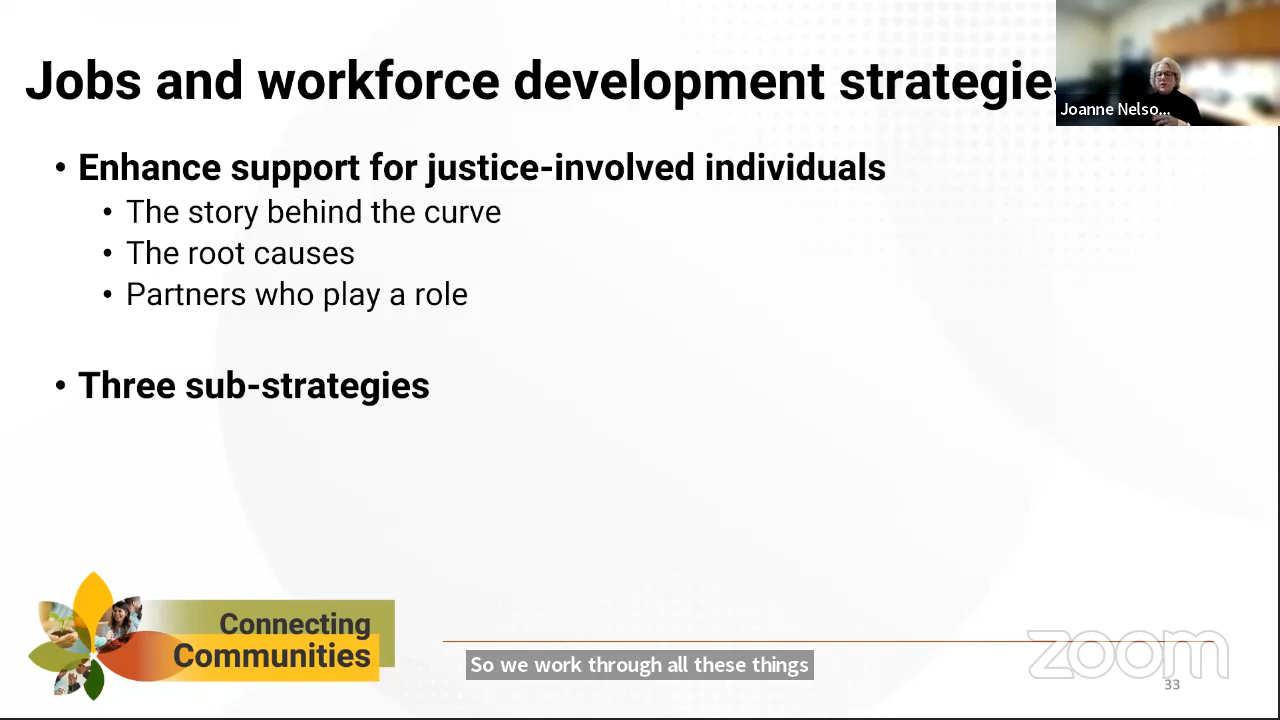 Jobs and workforce development strategies
Joanne Nelso...
• Enhance support for justice-involved individuals
• The story behind the curve
• The root causes
• Partners who play a role
• Three sub-strategies
Connecting
Communities
So we work through all these things
zoom
33